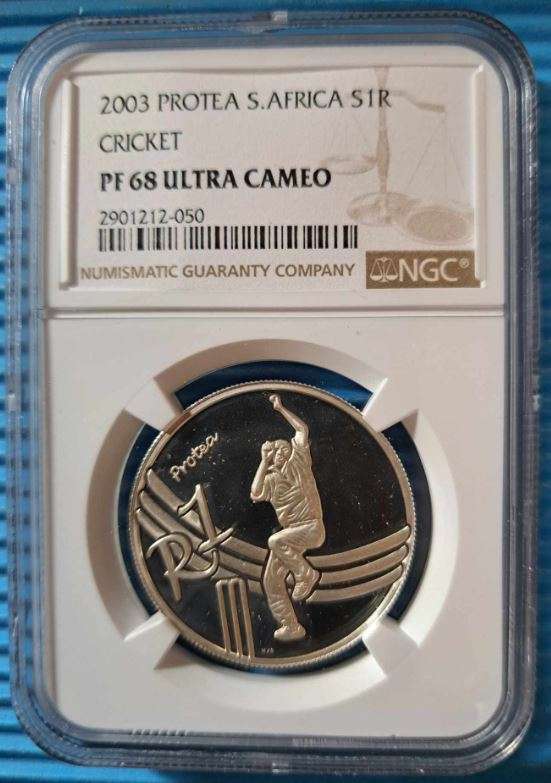 2003 PROTEA S.AFRICA S1R
CRICKET
PF 68 ULTRA CAMEO
2901212-050
NUMISMATIC GUARANTY COMPANY
NGC®
Protea
R1